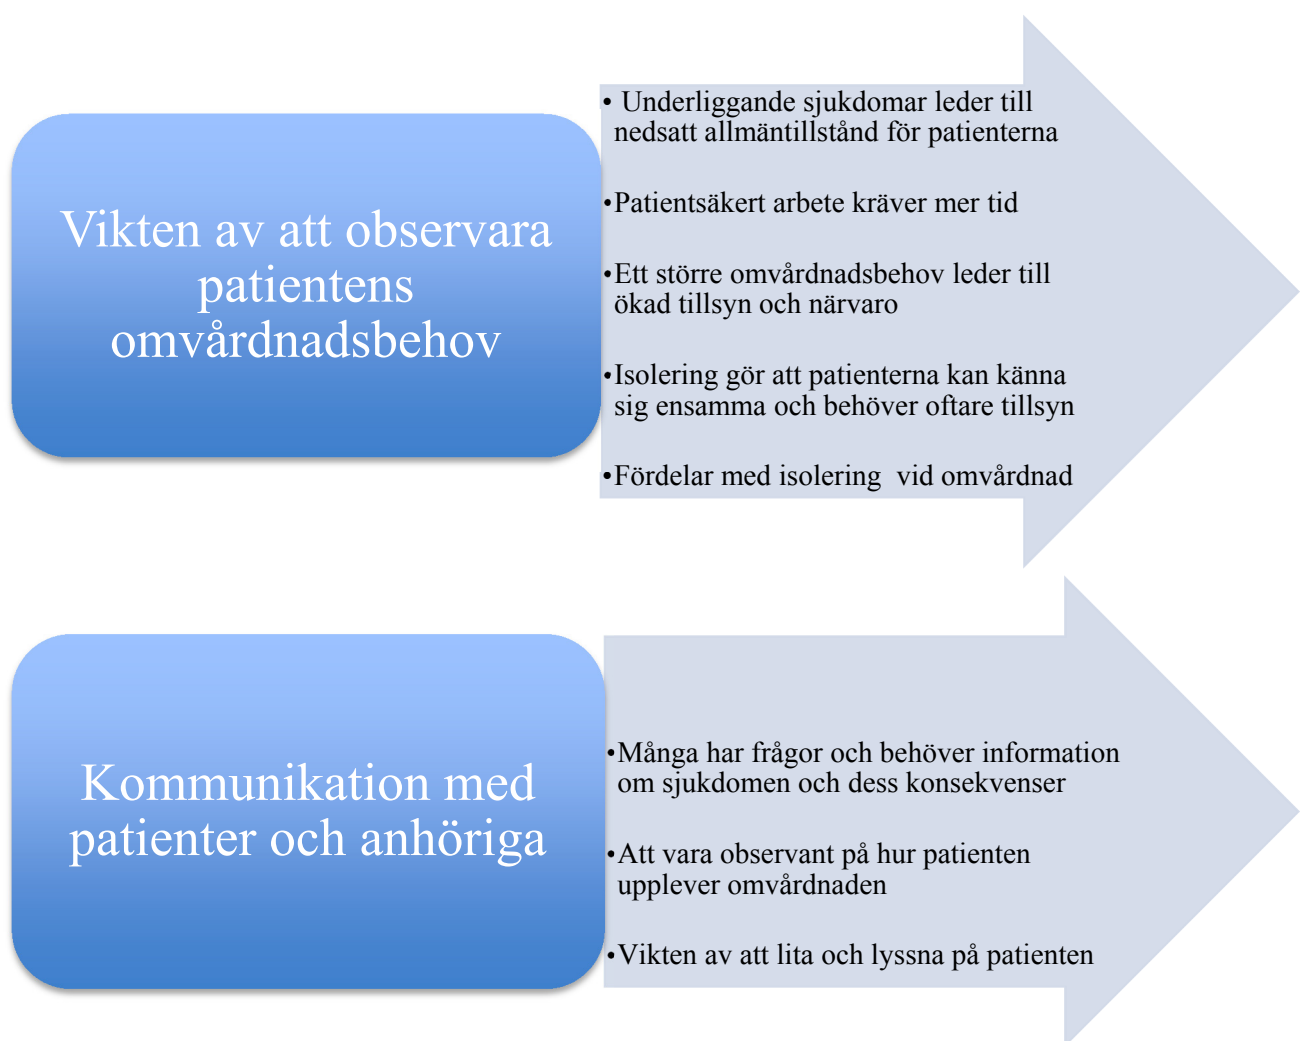 Vikten av att observara
patientens
omvårdnadsbehov
• Underliggande sjukdomar leder till
nedsatt allmäntillstånd för patienterna
•Patientsäkert arbete kräver mer tid
•Ett större omvårdnadsbehov leder till
ökad tillsyn och närvaro
•Isolering gör att patienterna kan känna
sig ensamma och behöver oftare tillsyn
•Fördelar med isolering  vid omvårdnad
Kommunikation med
patienter och anhöriga
•Många har frågor och behöver information
om sjukdomen och dess konsekvenser
•Att vara observant på hur patienten
upplever omvårdnaden
•Vikten av att lita och lyssna på patienten